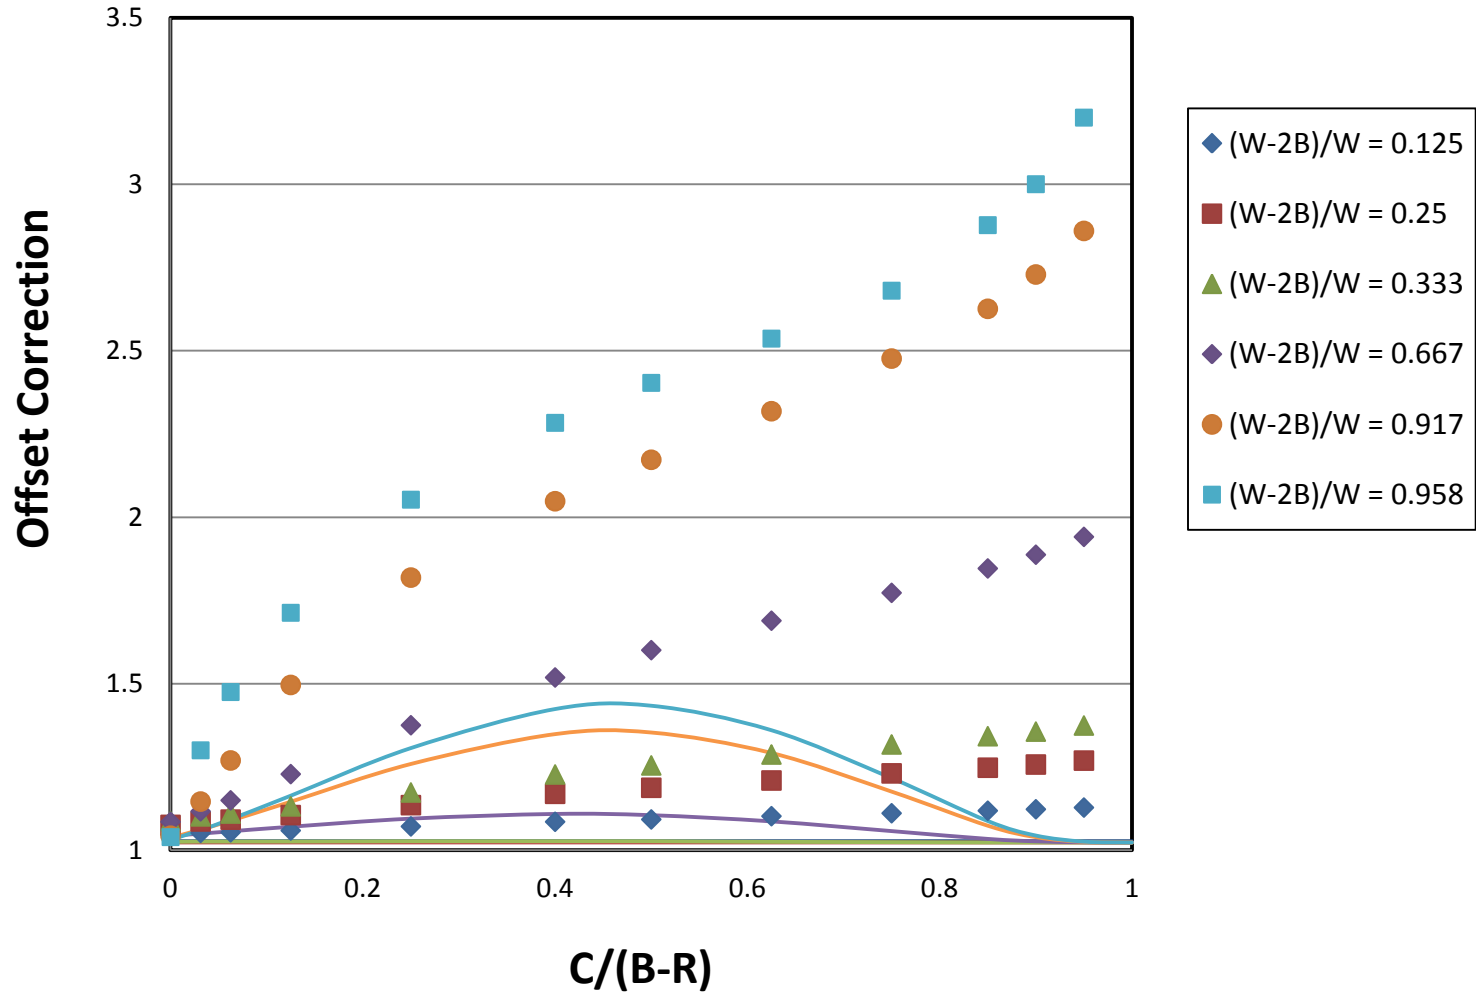 3.5
3
2.5
2
1.5
1
Offset Correction
0
0.2
0.4
0.6
0.8
1
C/(B-R)
(W-2B)/W = 0.125
(W-2B)/W = 0.25
(W-2B)/W = 0.333
(W-2B)/W = 0.667
(W-2B)/W = 0.917
(W-2B)/W = 0.958